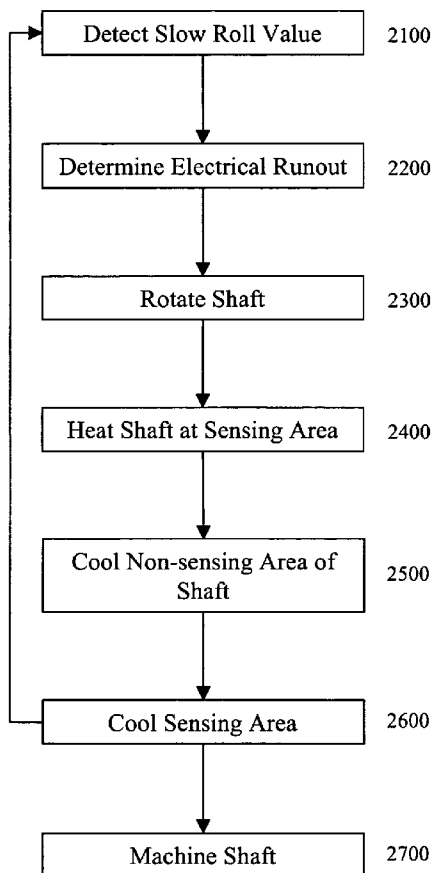 Detect Slow Roll Value 2100
Determine Electrical Runout 2200
Rotate Shaft 2300
Heat Shaft at Sensing Area 2400
Cool Non-sensing Area of
Shaft 2500
Cool Sensing Area 2600
Machine Shaft 2700